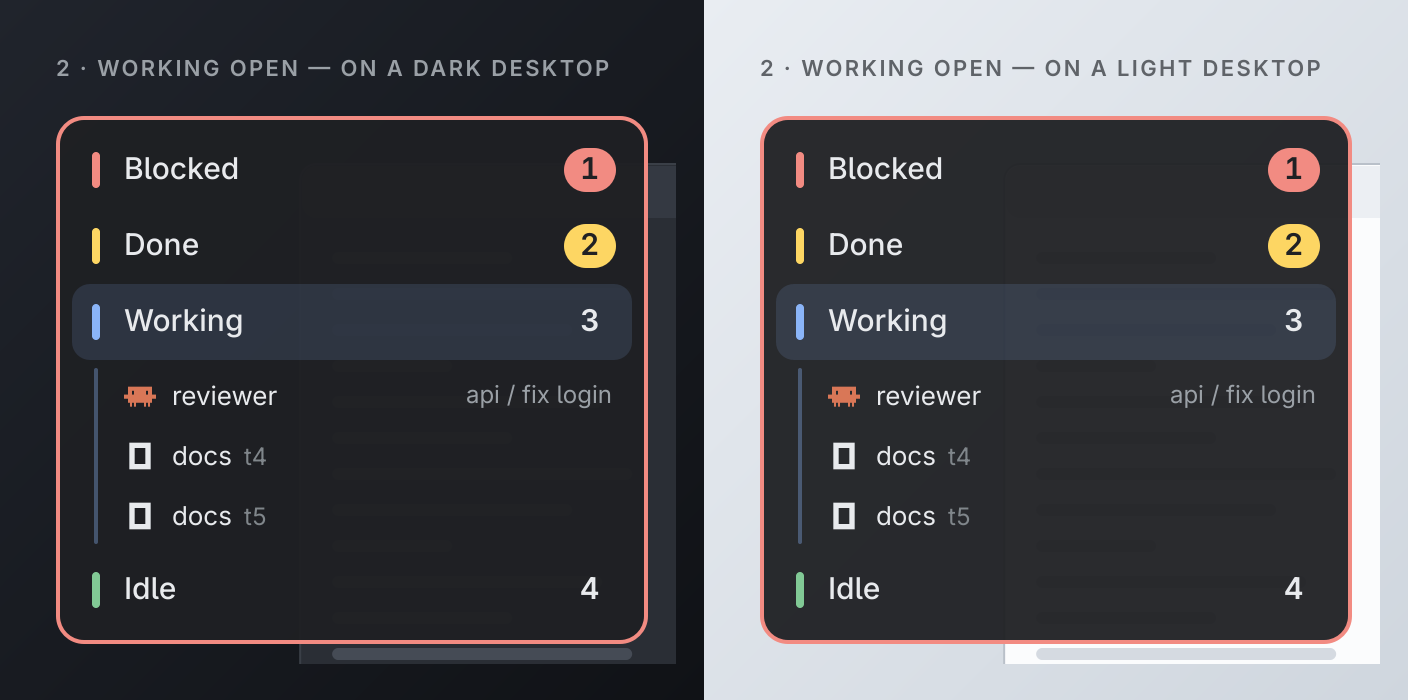 2 · WORKING OPEN — ON A DARK DESKTOP
Blocked 1
Done 2
Working 3
reviewer api / fix login
docs t4
docs t5
Idle 4
2 · WORKING OPEN — ON A LIGHT DESKTOP
Blocked 1
Done 2
Working 3
reviewer api / fix login
docs t4
docs t5
Idle 4